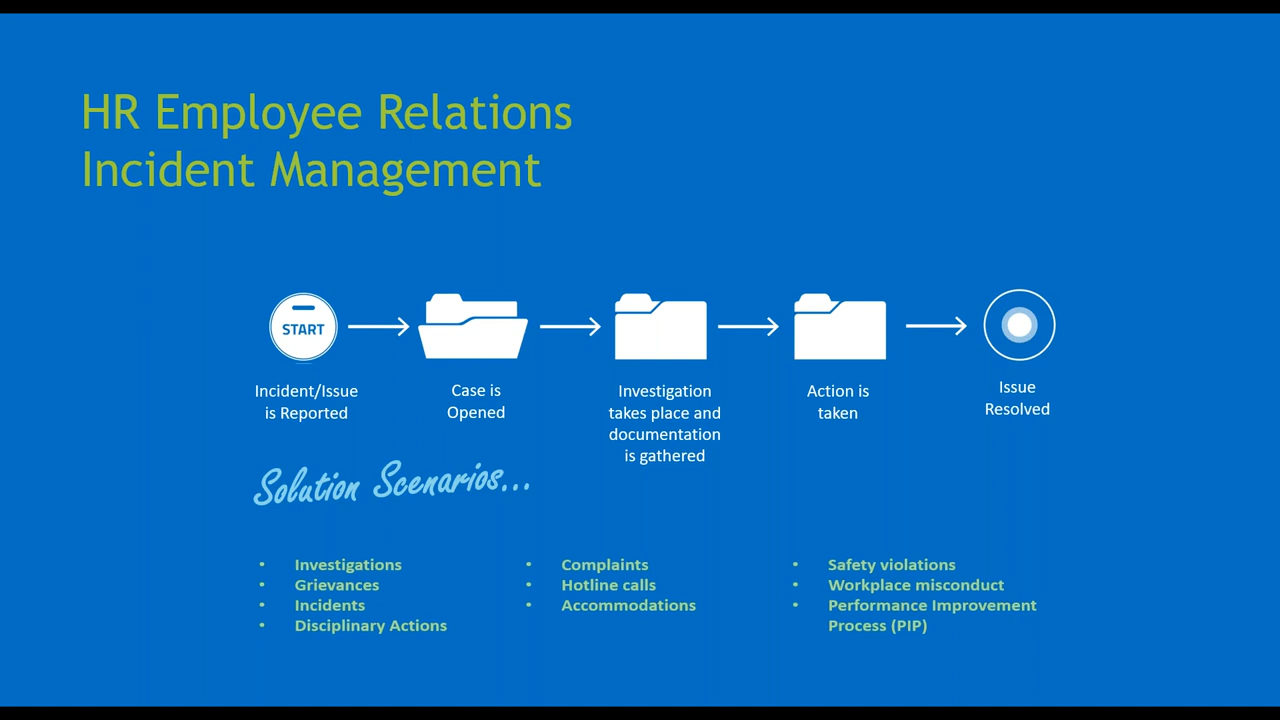 HR Employee Relations
Incident Management
START
Incident/Issue
is Reported
Case is
Opened
Investigation
takes place and
documentation
is gathered
Action is
taken
Issue
Resolved
Solution Scenarios...
• Investigations
• Grievances
• Incidents
• Disciplinary Actions
• Complaints
• Hotline calls
• Accommodations
• Safety violations
• Workplace misconduct
• Performance Improvement
Process (PIP)